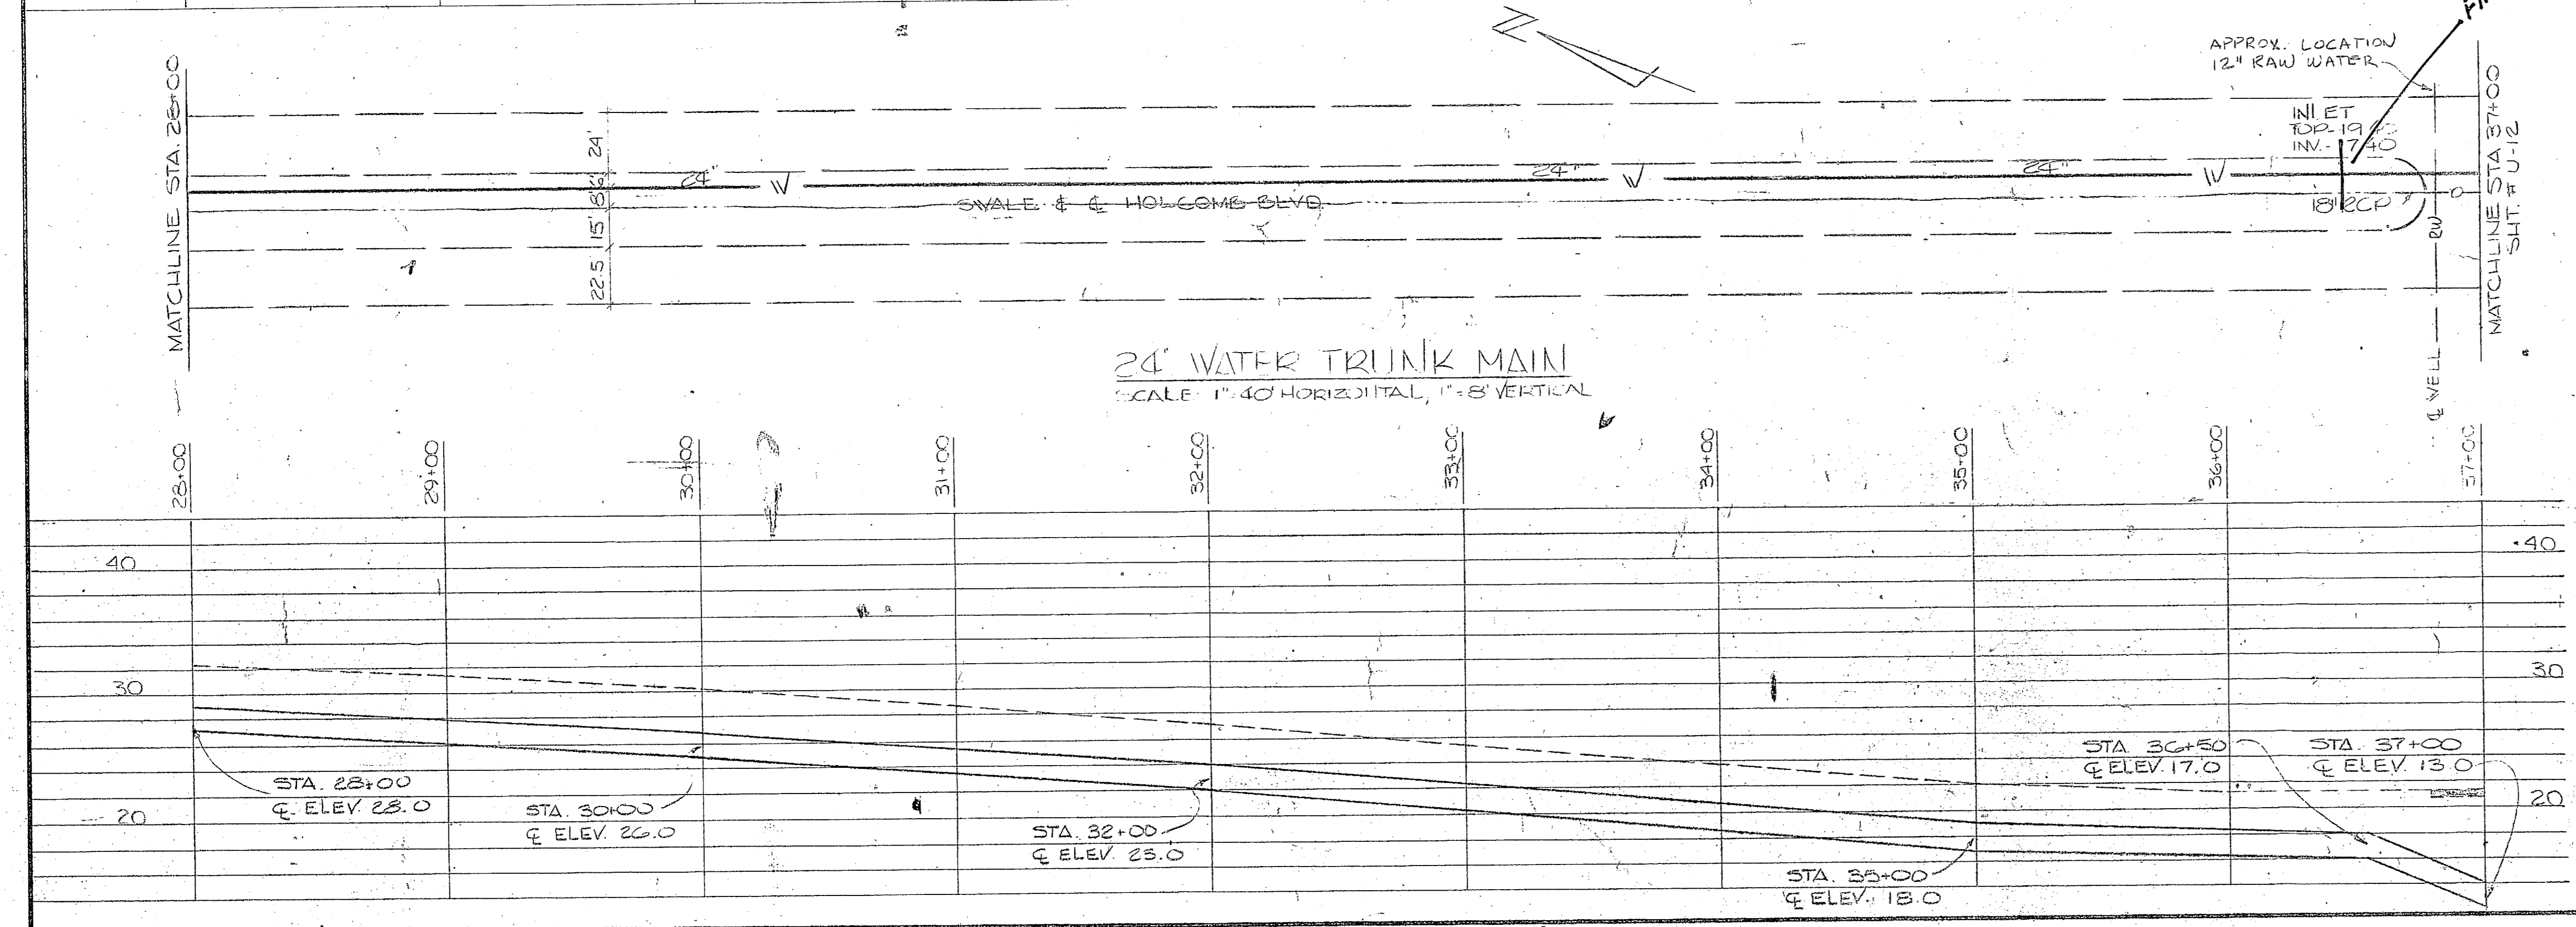 APPROX. LOCATION
12" RAW WATER
MATCHLINE STA. 28+00
24'
6'
8'
15'
22.5
24" W
24" W
24" W
SWALE & ℄ HOLCOMB BLVD.
INLET
TOP-19
INV.-17.40
18" RCP
RW
℄ WELL
MATCHLINE STA. 37+00
SHT. # U-12
24" WATER TRUNK MAIN
SCALE 1"=40' HORIZONTAL, 1"=8' VERTICAL
28+00
29+00
30+00
31+00
32+00
33+00
34+00
35+00
36+00
37+00
40
40
30
30
20
20
STA. 28+00
℄ ELEV. 28.0
STA. 30+00
℄ ELEV. 26.0
STA. 32+00
℄ ELEV. 23.0
STA. 35+00
℄ ELEV. 18.0
STA. 36+50
℄ ELEV. 17.0
STA. 37+00
℄ ELEV. 13.0